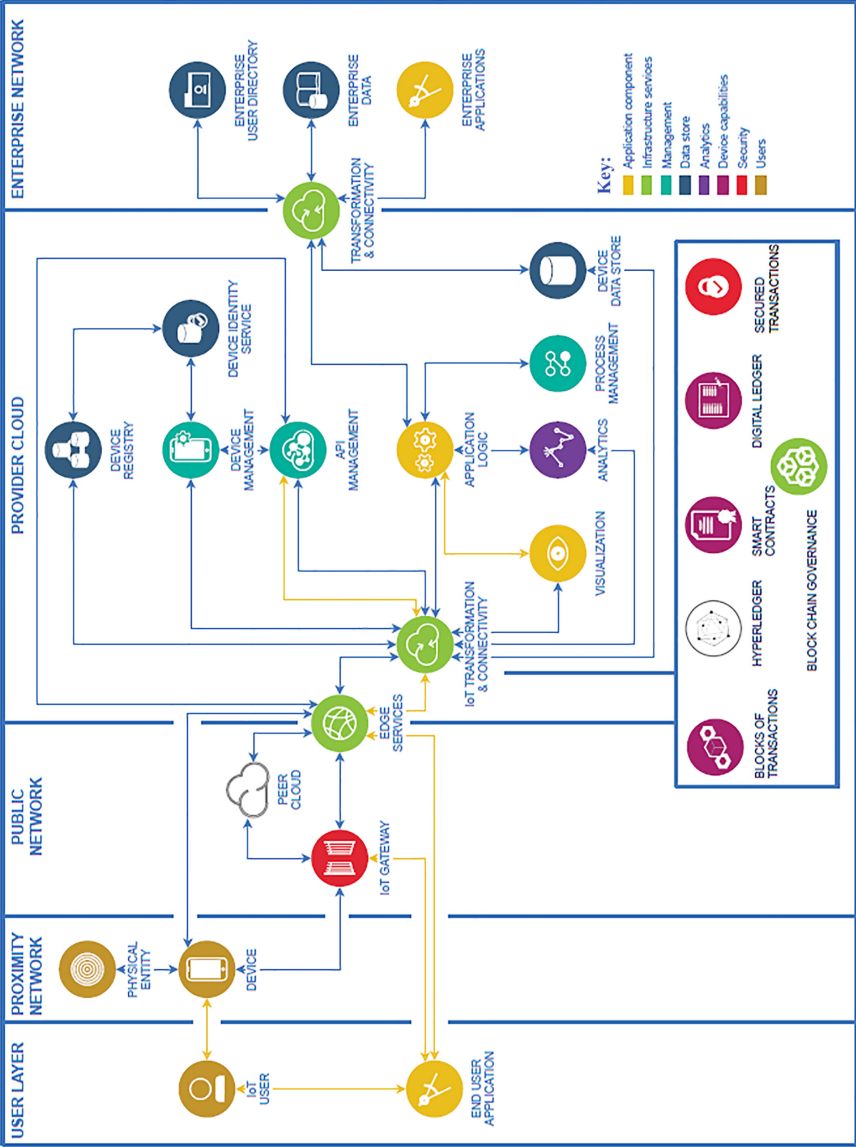 USER LAYER
PROXIMITY
NETWORK
PUBLIC
NETWORK
PROVIDER CLOUD
ENTERPRISE NETWORK
IoT
USER
END USER
APPLICATION
PHYSICAL
ENTITY
DEVICE
PEER
CLOUD
IoT GATEWAY
EDGE
SERVICES
DEVICE
REGISTRY
DEVICE IDENTITY
SERVICE
DEVICE
MANAGEMENT
API
MANAGEMENT
IoT TRANSFORMATION
& CONNECTIVITY
APPLICATION
LOGIC
VISUALIZATION
ANALYTICS
PROCESS
MANAGEMENT
DEVICE
DATA STORE
TRANSFORMATION
& CONNECTIVITY
ENTERPRISE
USER DIRECTORY
ENTERPRISE
DATA
ENTERPRISE
APPLICATIONS
Key:
Application component
Infrastructure services
Management
Data store
Analytics
Device capabilities
Security
Users
BLOCKS OF
TRANSACTIONS
HYPERLEDGER
SMART
CONTRACTS
DIGITAL LEDGER
SECURED
TRANSACTIONS
BLOCK CHAIN GOVERNANCE